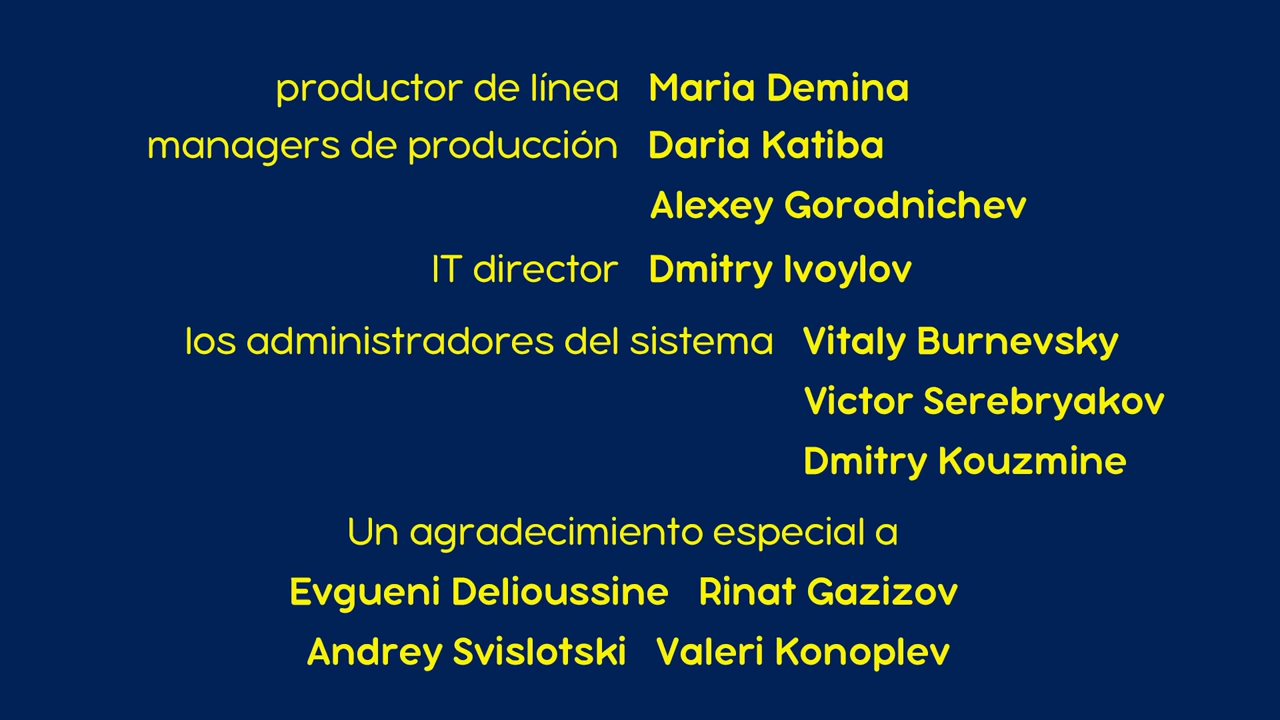 productor de línea Maria Demina
managers de producción Daria Katiba
Alexey Gorodnichev
IT director Dmitry Ivoylov
los administradores del sistema Vitaly Burnevsky
Victor Serebryakov
Dmitry Kouzmine
Un agradecimiento especial a
Evgueni Delioussine Rinat Gazizov
Andrey Svislotski Valeri Konoplev